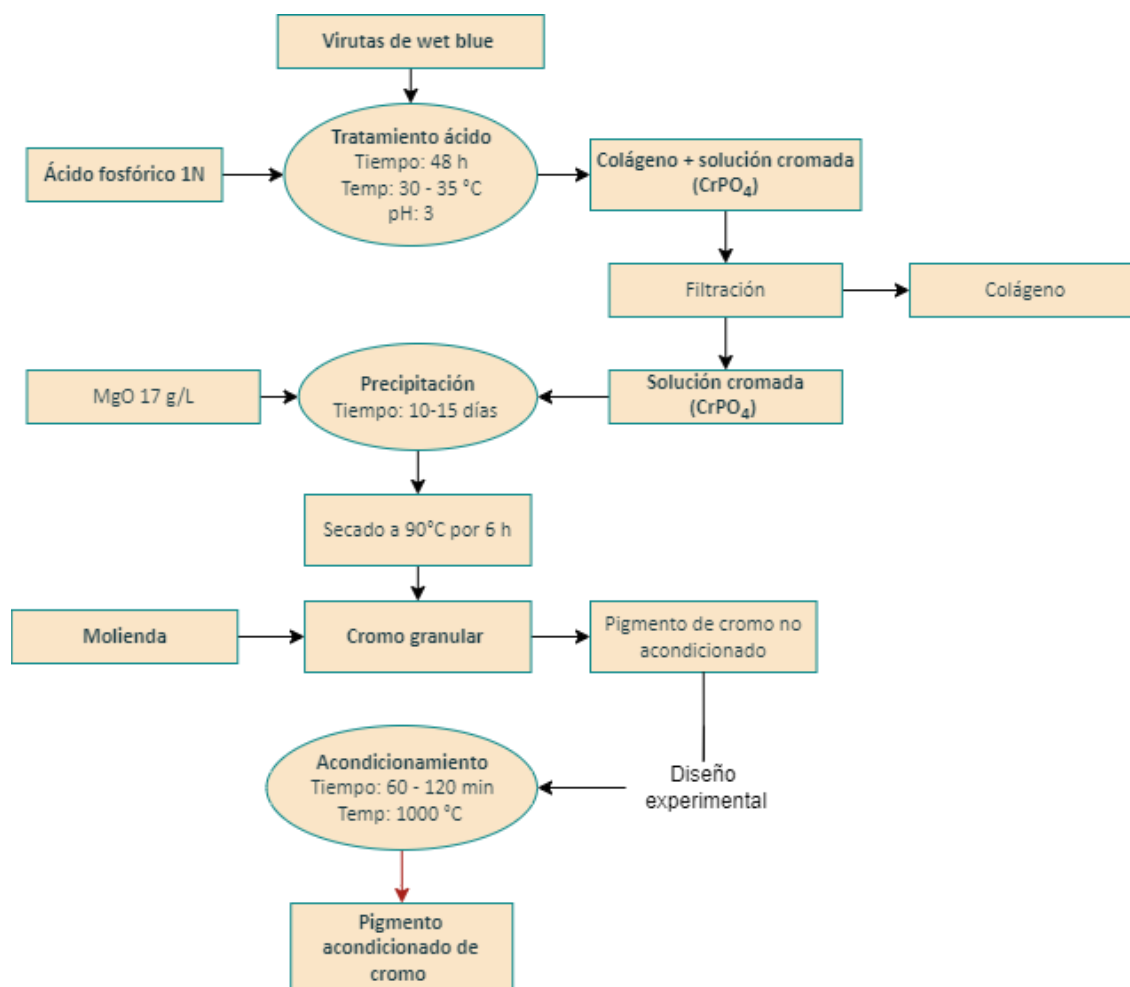 Virutas de wet blue
Tratamiento ácido
Tiempo: 48 h
Temp: 30 - 35 °C
pH: 3
Ácido fosfórico 1N
Colágeno + solución cromada
(CrPO₄)
Filtración
Colágeno
Solución cromada
(CrPO₄)
Precipitación
Tiempo: 10-15 días
MgO 17 g/L
Secado a 90°C por 6 h
Molienda
Cromo granular
Pigmento de cromo no
acondicionado
Diseño
experimental
Acondicionamiento
Tiempo: 60 - 120 min
Temp: 1000 °C
Pigmento
acondicionado de
cromo